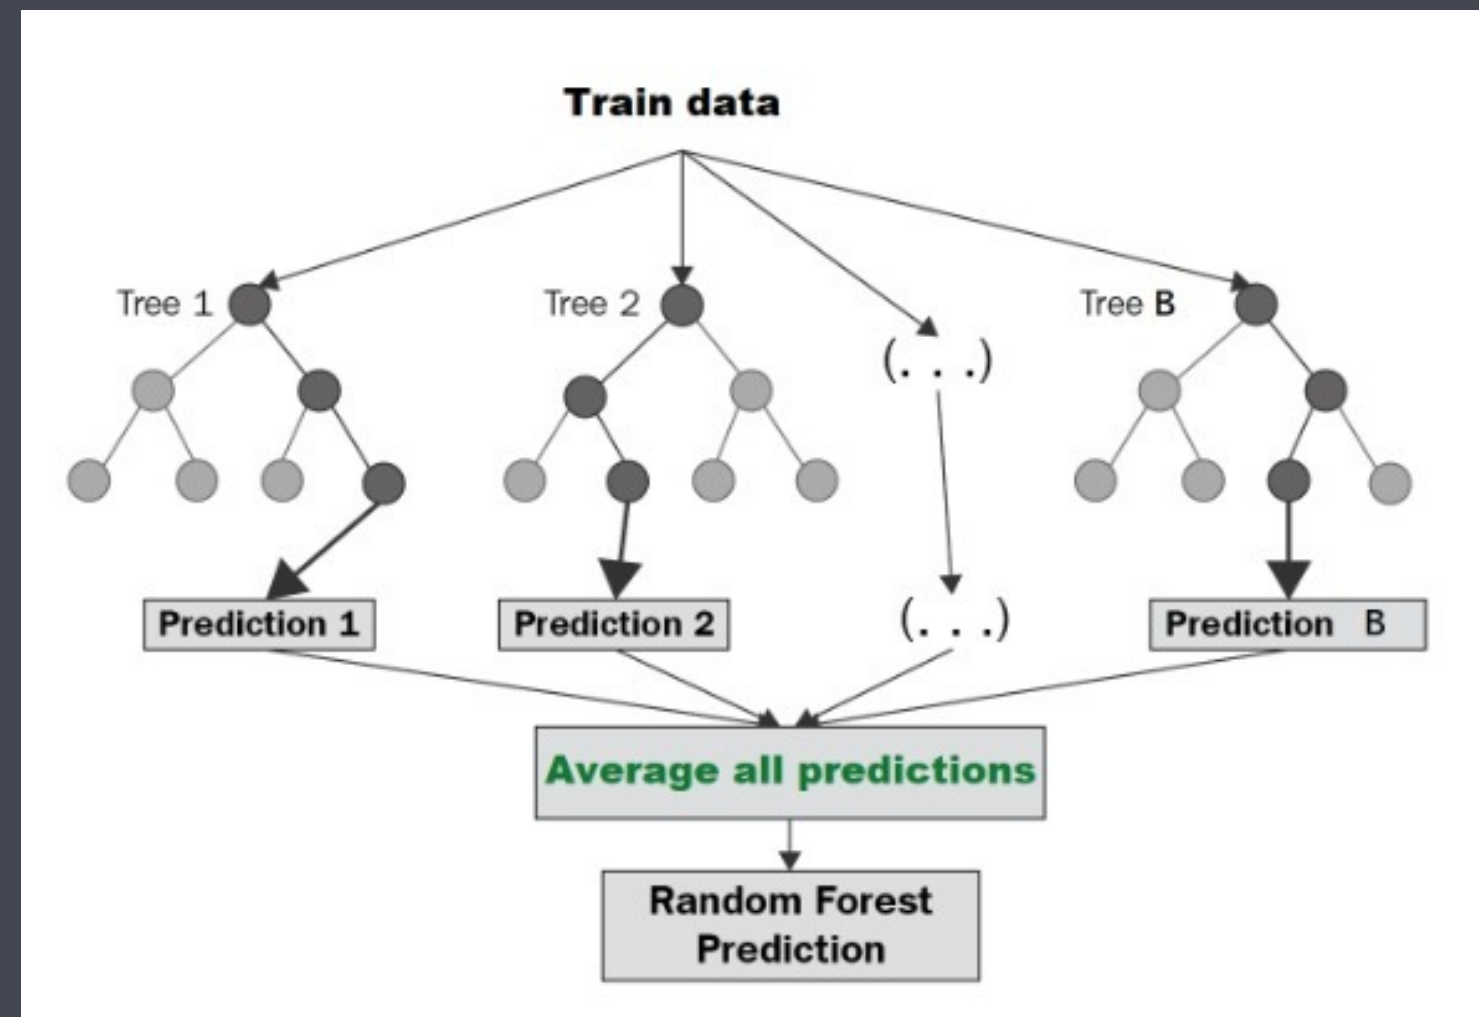 Train data
Tree 1
Tree 2
(. . .)
Tree B
Prediction 1
Prediction 2
(. . .)
Prediction B
Average all predictions
Random Forest
Prediction